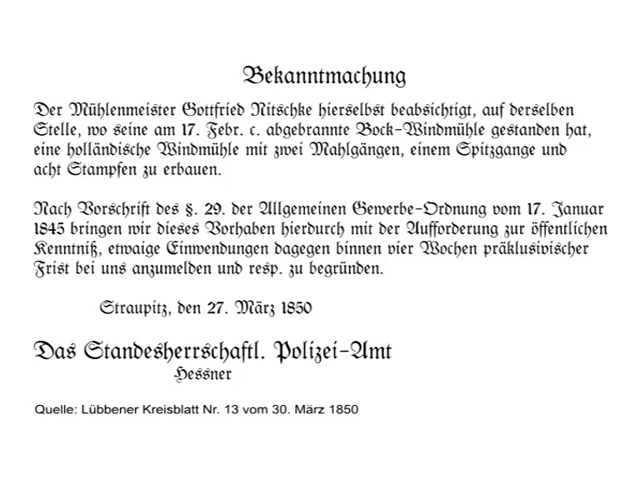 Bekanntmachung
Der Mühlenmeister Gottfried Nitschke hierselbst beabsichtigt, auf derselben
Stelle, wo seine am 17. Febr. c. abgebrannte Bock-Windmühle gestanden hat,
eine holländische Windmühle mit zwei Mahlgängen, einem Spitzgange und
acht Stampfen zu erbauen.
Nach Vorschrift des §. 29. der Allgemeinen Gewerbe-Ordnung vom 17. Januar
1845 bringen wir dieses Vorhaben hierdurch mit der Aufforderung zur öffentlichen
Kenntniß, etwaige Einwendungen dagegen binnen vier Wochen präklusivischer
Frist bei uns anzumelden und resp. zu begründen.
Straupitz, den 27. März 1850
Das Standesherrschaftl. Polizei-Amt
Hessner
Quelle: Lübbener Kreisblatt Nr. 13 vom 30. März 1850